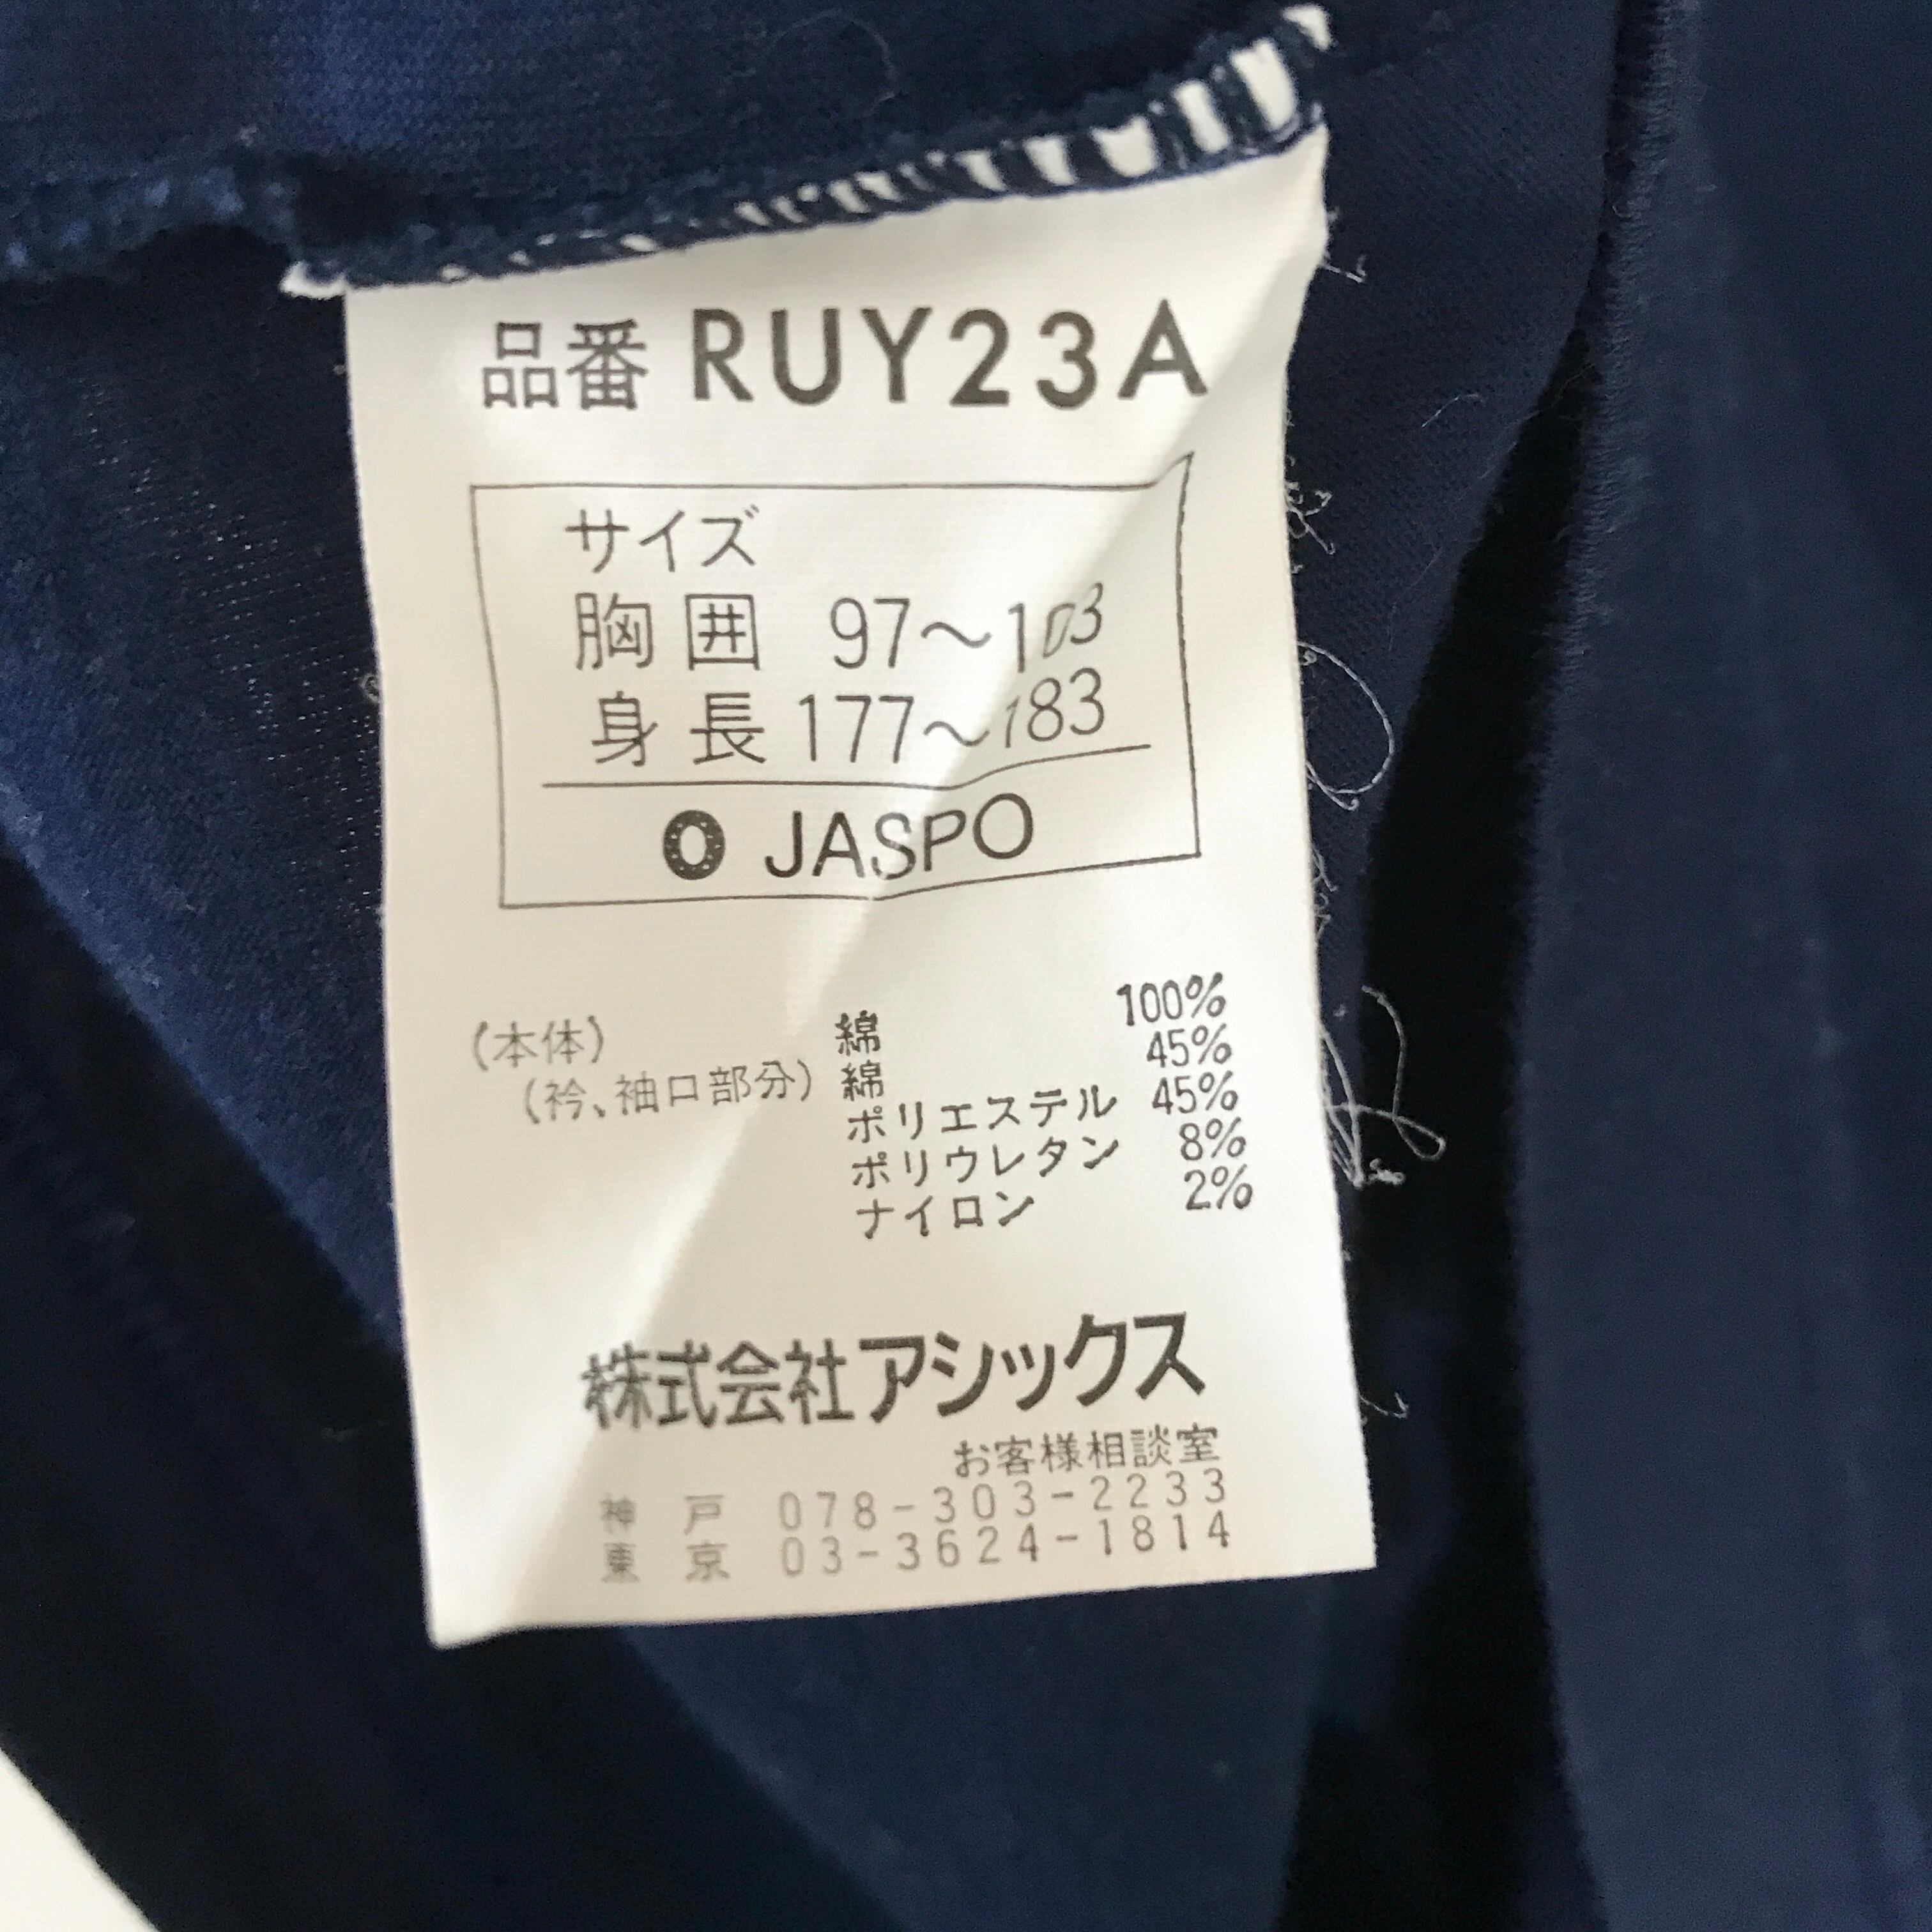 品番 RUY23A
サイズ
胸囲 97～103
身長 177～183
O JASPO
(本体) 綿 100%
(衿、袖口部分) 綿 45%
ポリエステル 45%
ポリウレタン 8%
ナイロン 2%
株式会社アシックス
お客様相談室
神戸 078-303-2233
東京 03-3624-1814